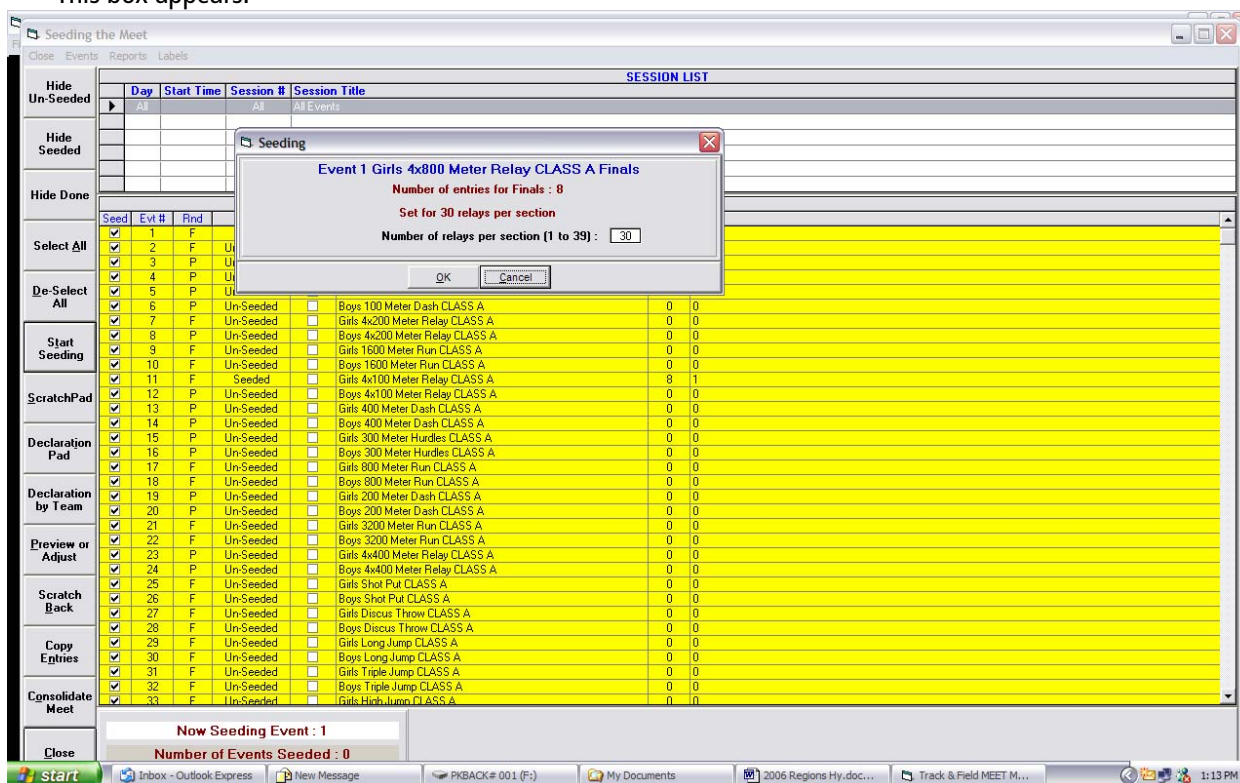 This box appears:
Seeding the Meet
Close Events Reports Labels
Hide Un-Seeded
Hide Seeded
Hide Done
Select All
De-Select All
Start Seeding
ScratchPad
Declaration Pad
Declaration by Team
Preview or Adjust
Scratch Back
Copy Entries
Consolidate Meet
Close
SESSION LIST
Day Start Time Session # Session Title
All All All Events
Seeding
Event 1 Girls 4x800 Meter Relay CLASS A Finals
Number of entries for Finals : 8
Set for 30 relays per section
Number of relays per section (1 to 39) : 30
OK Cancel
Seed Evt # Rnd
1 F
2 F Un
3 P Un
4 P Un
5 P Un
6 P Un-Seeded Boys 100 Meter Dash CLASS A 0 0
7 F Un-Seeded Girls 4x200 Meter Relay CLASS A 0 0
8 P Un-Seeded Boys 4x200 Meter Relay CLASS A 0 0
9 F Un-Seeded Girls 1600 Meter Run CLASS A 0 0
10 F Un-Seeded Boys 1600 Meter Run CLASS A 0 0
11 F Seeded Girls 4x100 Meter Relay CLASS A 8 1
12 P Un-Seeded Boys 4x100 Meter Relay CLASS A 0 0
13 P Un-Seeded Girls 400 Meter Dash CLASS A 0 0
14 P Un-Seeded Boys 400 Meter Dash CLASS A 0 0
15 P Un-Seeded Girls 300 Meter Hurdles CLASS A 0 0
16 P Un-Seeded Boys 300 Meter Hurdles CLASS A 0 0
17 F Un-Seeded Girls 800 Meter Run CLASS A 0 0
18 F Un-Seeded Boys 800 Meter Run CLASS A 0 0
19 P Un-Seeded Girls 200 Meter Dash CLASS A 0 0
20 P Un-Seeded Boys 200 Meter Dash CLASS A 0 0
21 F Un-Seeded Girls 3200 Meter Run CLASS A 0 0
22 F Un-Seeded Boys 3200 Meter Run CLASS A 0 0
23 P Un-Seeded Girls 4x400 Meter Relay CLASS A 0 0
24 P Un-Seeded Boys 4x400 Meter Relay CLASS A 0 0
25 F Un-Seeded Girls Shot Put CLASS A 0 0
26 F Un-Seeded Boys Shot Put CLASS A 0 0
27 F Un-Seeded Girls Discus Throw CLASS A 0 0
28 F Un-Seeded Boys Discus Throw CLASS A 0 0
29 F Un-Seeded Girls Long Jump CLASS A 0 0
30 F Un-Seeded Boys Long Jump CLASS A 0 0
31 F Un-Seeded Girls Triple Jump CLASS A 0 0
32 F Un-Seeded Boys Triple Jump CLASS A 0 0
33 F Un-Seeded Girls High Jump CLASS A 0 0
Now Seeding Event : 1
Number of Events Seeded : 0
start Inbox - Outlook Express New Message PKBACK# 001 (F:) My Documents 2006 Regions Hy.doc... Track & Field MEET M... 1:13 PM